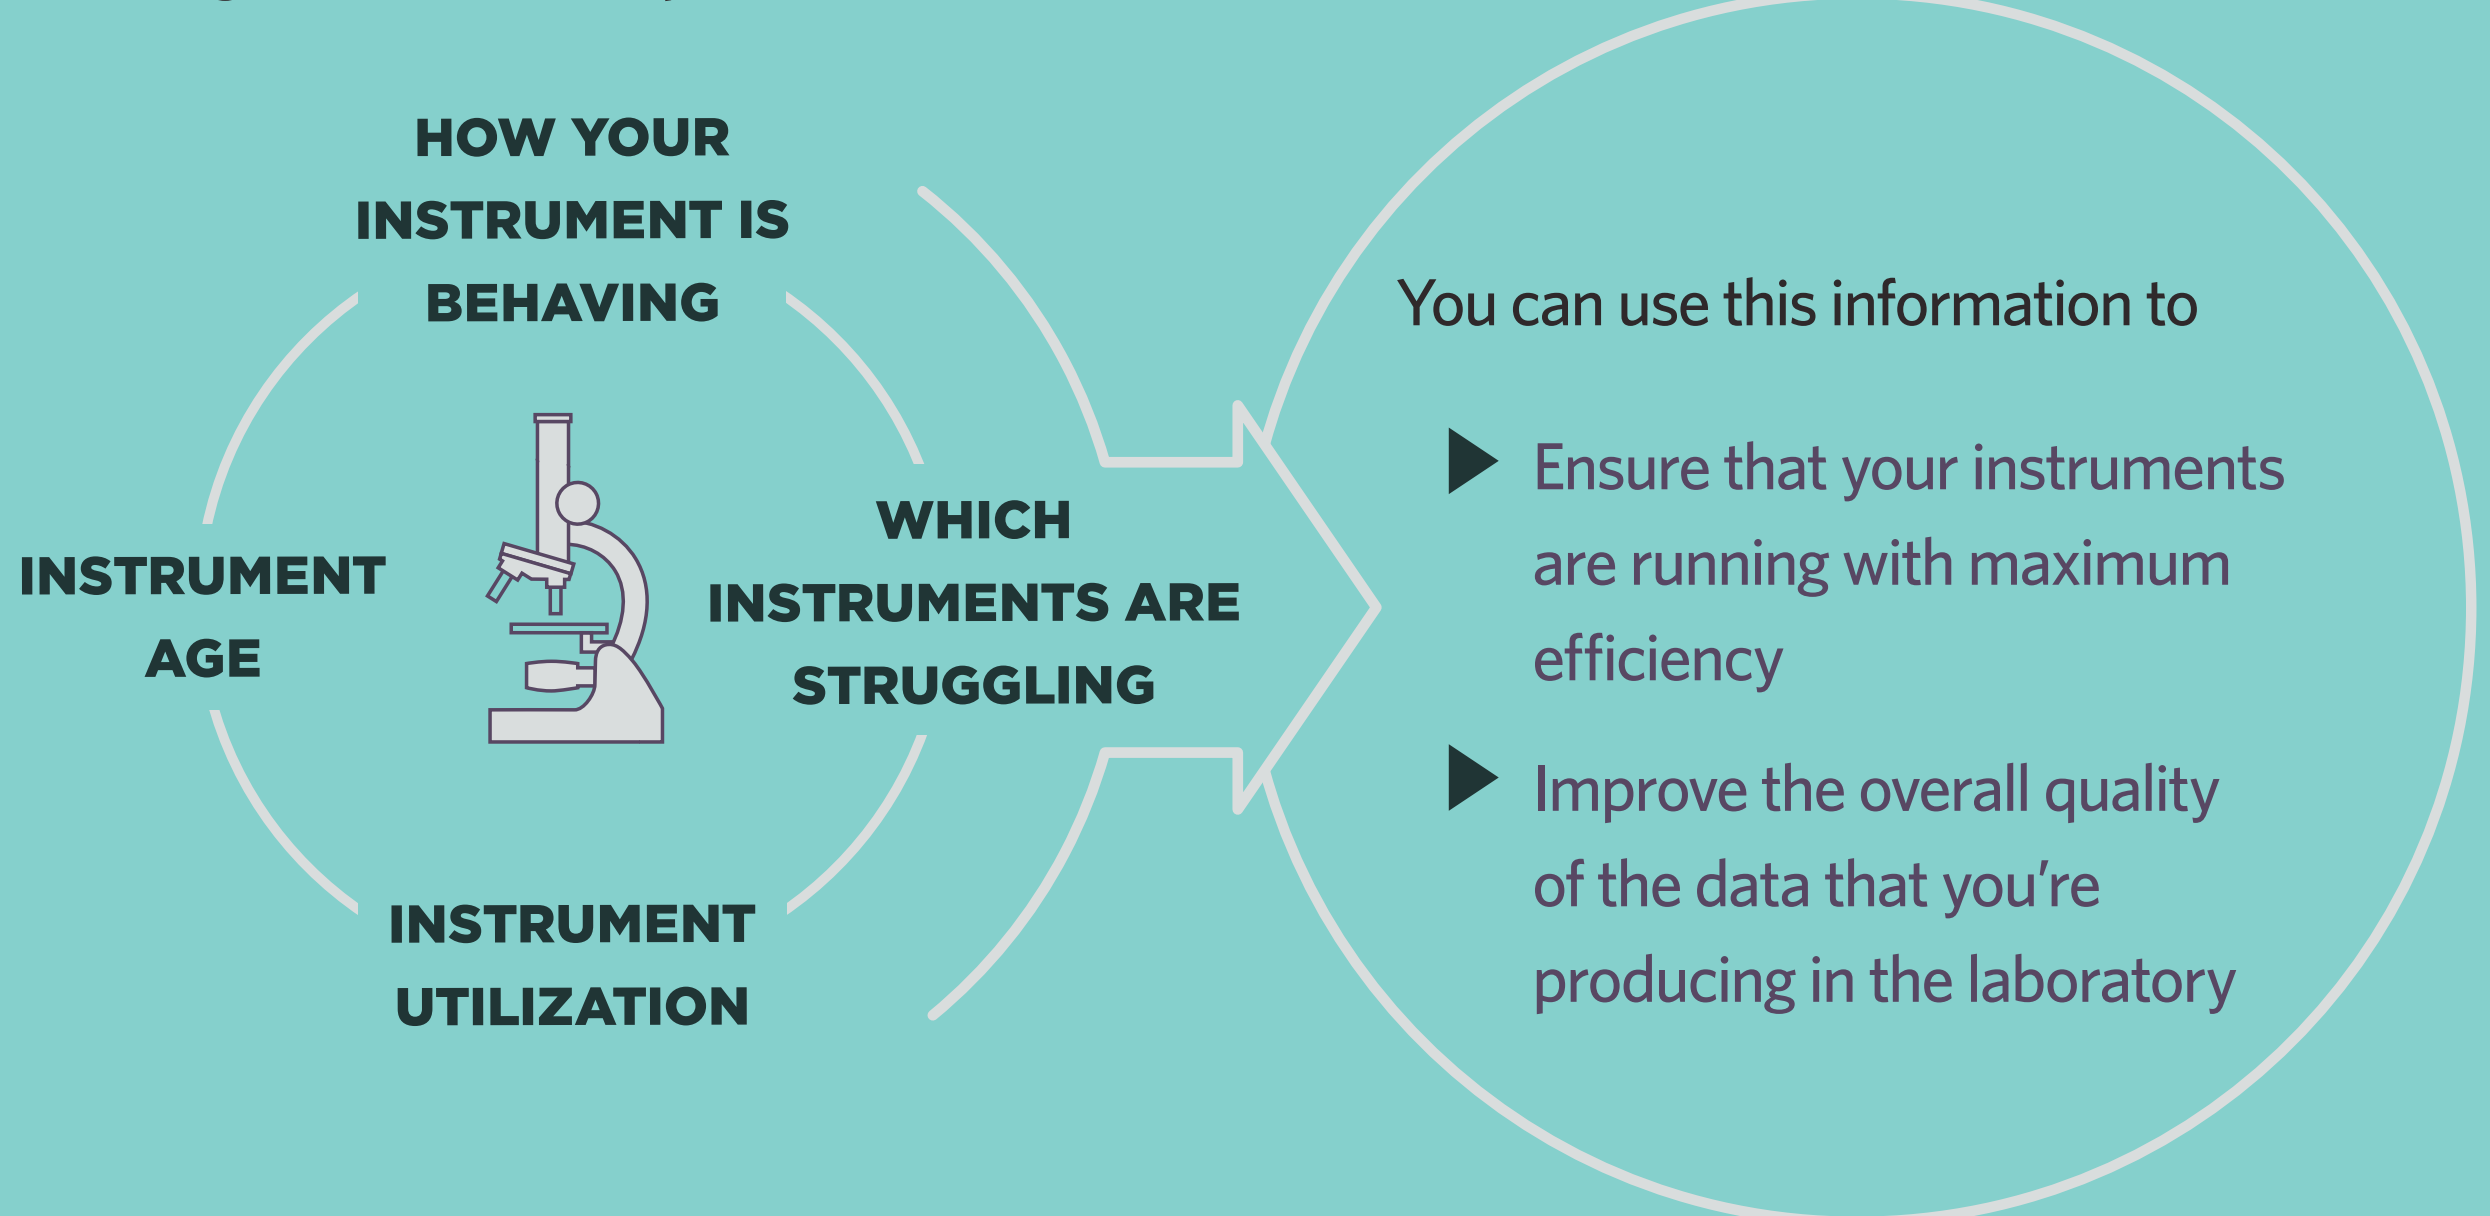 HOW YOUR
INSTRUMENT IS
BEHAVING
INSTRUMENT
AGE
WHICH
INSTRUMENTS ARE
STRUGGLING
INSTRUMENT
UTILIZATION
You can use this information to
Ensure that your instruments
are running with maximum
efficiency
Improve the overall quality
of the data that you’re
producing in the laboratory